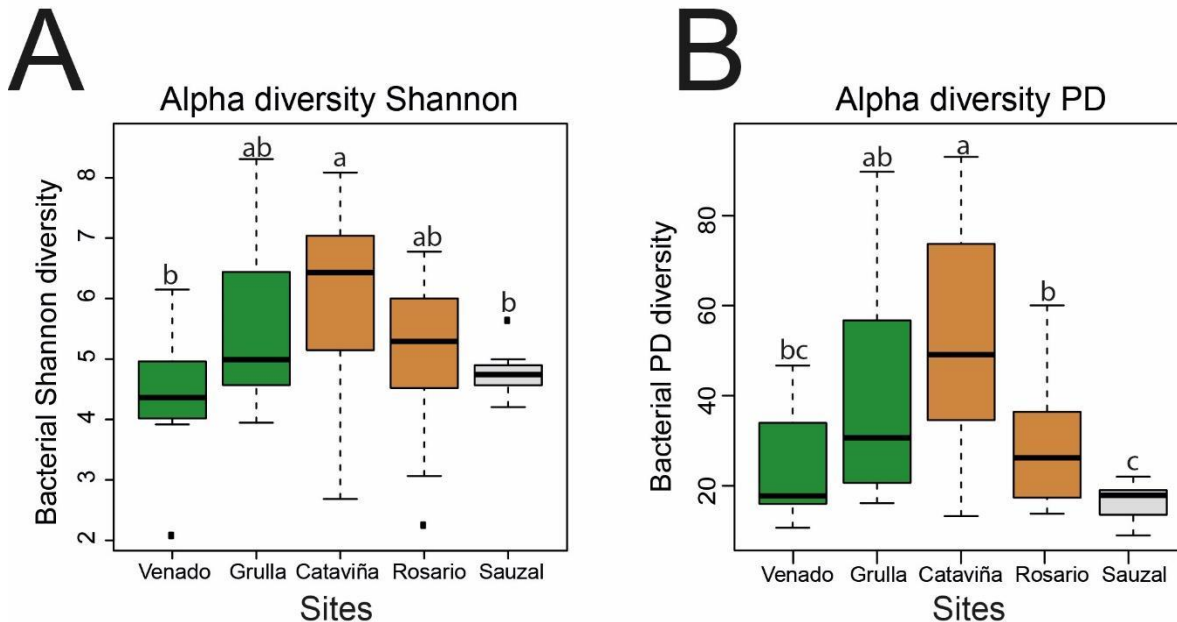 A
Alpha diversity Shannon
Bacterial Shannon diversity
8
7
6
5
4
3
2
b
ab
a
ab
b
Venado Grulla Cataviña Rosario Sauzal
Sites
B
Alpha diversity PD
Bacterial PD diversity
80
60
40
20
bc
ab
a
b
c
Venado Grulla Cataviña Rosario Sauzal
Sites